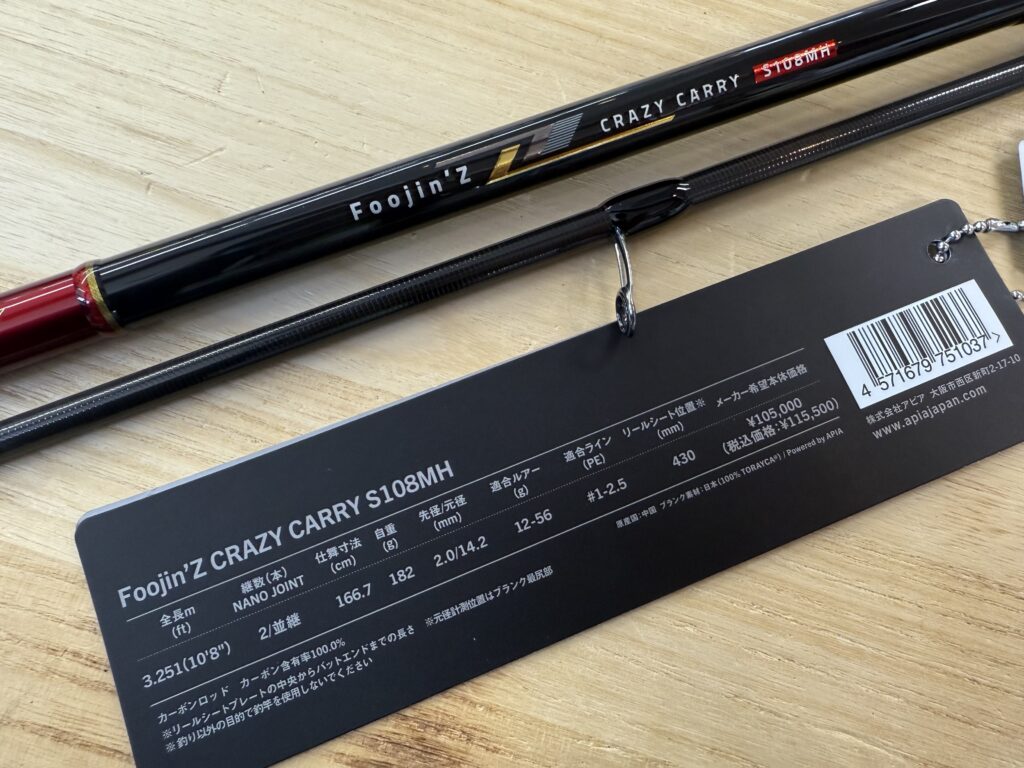 Foojin'Z CRAZY CARRY S108MH
Foojin'Z CRAZY CARRY S108MH
全長m (ft) 継数(本) NANO JOINT 仕舞寸法 (cm) 自重 (g) 先径/元径 (mm) 適合ルアー (g) 適合ライン (PE) リールシート位置※ (mm) メーカー希望本体価格
3.251(10'8") 2/並継 166.7 182 2.0/14.2 12-56 #1-2.5 430 ¥105,000 (税込価格:¥115,500)
カーボンロッド カーボン含有率100.0% 原産国:中国 ブランク素材:日本(100% TORAYCA®) / Powered by APIA
※リールシートプレートの中央からバットエンドまでの長さ ※元径計測位置はブランク最尻部
※釣り以外の目的で釣竿を使用しないでください
4 571679 751037 >
株式会社アピア 大阪市西区新町2-17-10
www.apiajapan.com